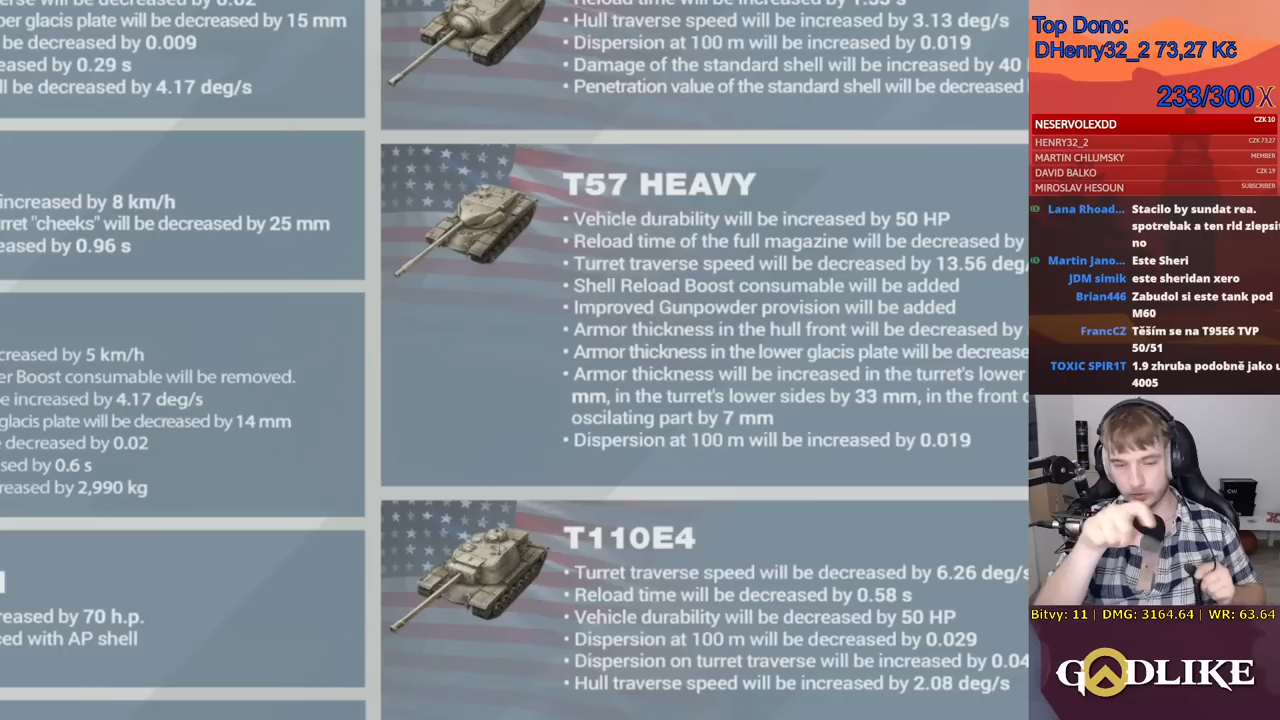 per glacis plate will be decreased by 15 mm
be decreased by 0.009
eased by 0.29 s
ll be decreased by 4.17 deg/s
increased by 8 km/h
rret "cheeks" will be decreased by 25 mm
eased by 0.96 s
creased by 5 km/h
er Boost consumable will be removed.
e increased by 4.17 deg/s
glacis plate will be decreased by 14 mm
e decreased by 0.02
sed by 0.6 s
reased by 2,990 kg
reased by 70 h.p.
ced with AP shell
• Hull traverse speed will be increased by 3.13 deg/s
• Dispersion at 100 m will be increased by 0.019
• Damage of the standard shell will be increased by 40
• Penetration value of the standard shell will be decreased
T57 HEAVY
• Vehicle durability will be increased by 50 HP
• Reload time of the full magazine will be decreased by
• Turret traverse speed will be decreased by 13.56 deg/
• Shell Reload Boost consumable will be added
• Improved Gunpowder provision will be added
• Armor thickness in the hull front will be decreased by
• Armor thickness in the lower glacis plate will be decrease
• Armor thickness will be increased in the turret's lower
mm, in the turret's lower sides by 33 mm, in the front
oscilating part by 7 mm
• Dispersion at 100 m will be increased by 0.019
T110E4
• Turret traverse speed will be decreased by 6.26 deg/s
• Reload time will be decreased by 0.58 s
• Vehicle durability will be decreased by 50 HP
• Dispersion at 100 m will be decreased by 0.029
• Dispersion on turret traverse will be increased by 0.04
• Hull traverse speed will be increased by 2.08 deg/s
Top Dono:
DHenry32_2 73,27 Kč
233/300 X
NESERVOLEXDD CZK 10
HENRY32_2 CZK 73.27
MARTIN CHLUMSKY MEMBER
DAVID BALKO CZK 19
MIROSLAV HESOUN SUBSCRIBER
Lana Rhoad... Stacilo by sundat rea.
spotrebak a ten rld zlepsit
no
Martin Jano... Este Sheri
JDM simik este sheridan xero
Brian446 Zabudol si este tank pod
M60
FrancCZ Těším se na T95E6 TVP
50/51
TOXIC SPIR1T 1.9 zhruba podobně jako u
4005
Bitvy: 11 | DMG: 3164.64 | WR: 63.64
GODLIKE